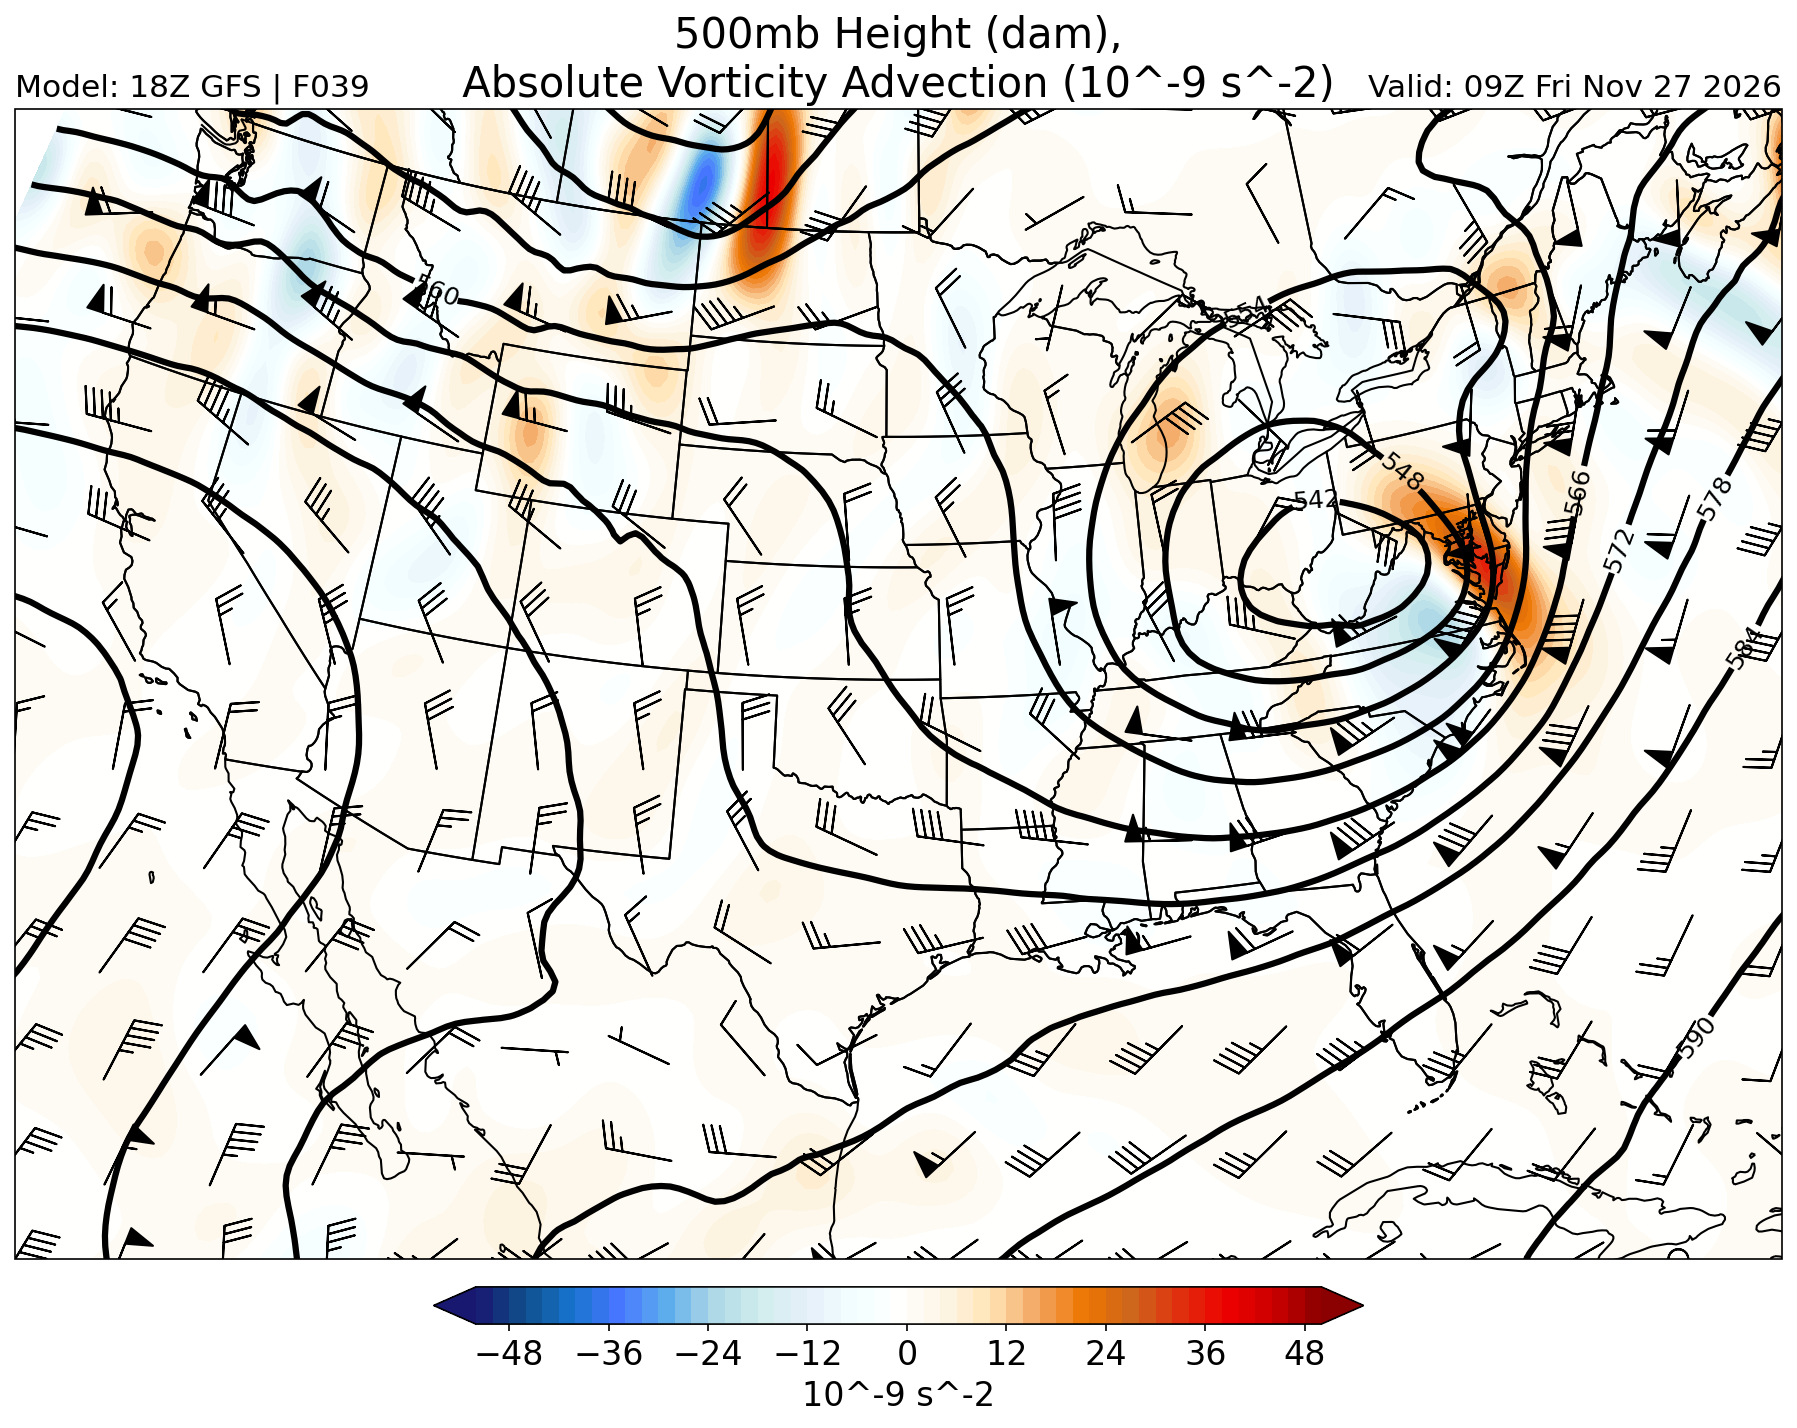 500mb Height (dam),
Model: 18Z GFS | F039
Absolute Vorticity Advection (10^-9 s^-2)
Valid: 09Z Fri Nov 27 2026
560
54
548
542
566
572
578
584
590
−48 −36 −24 −12 0 12 24 36 48
10^-9 s^-2